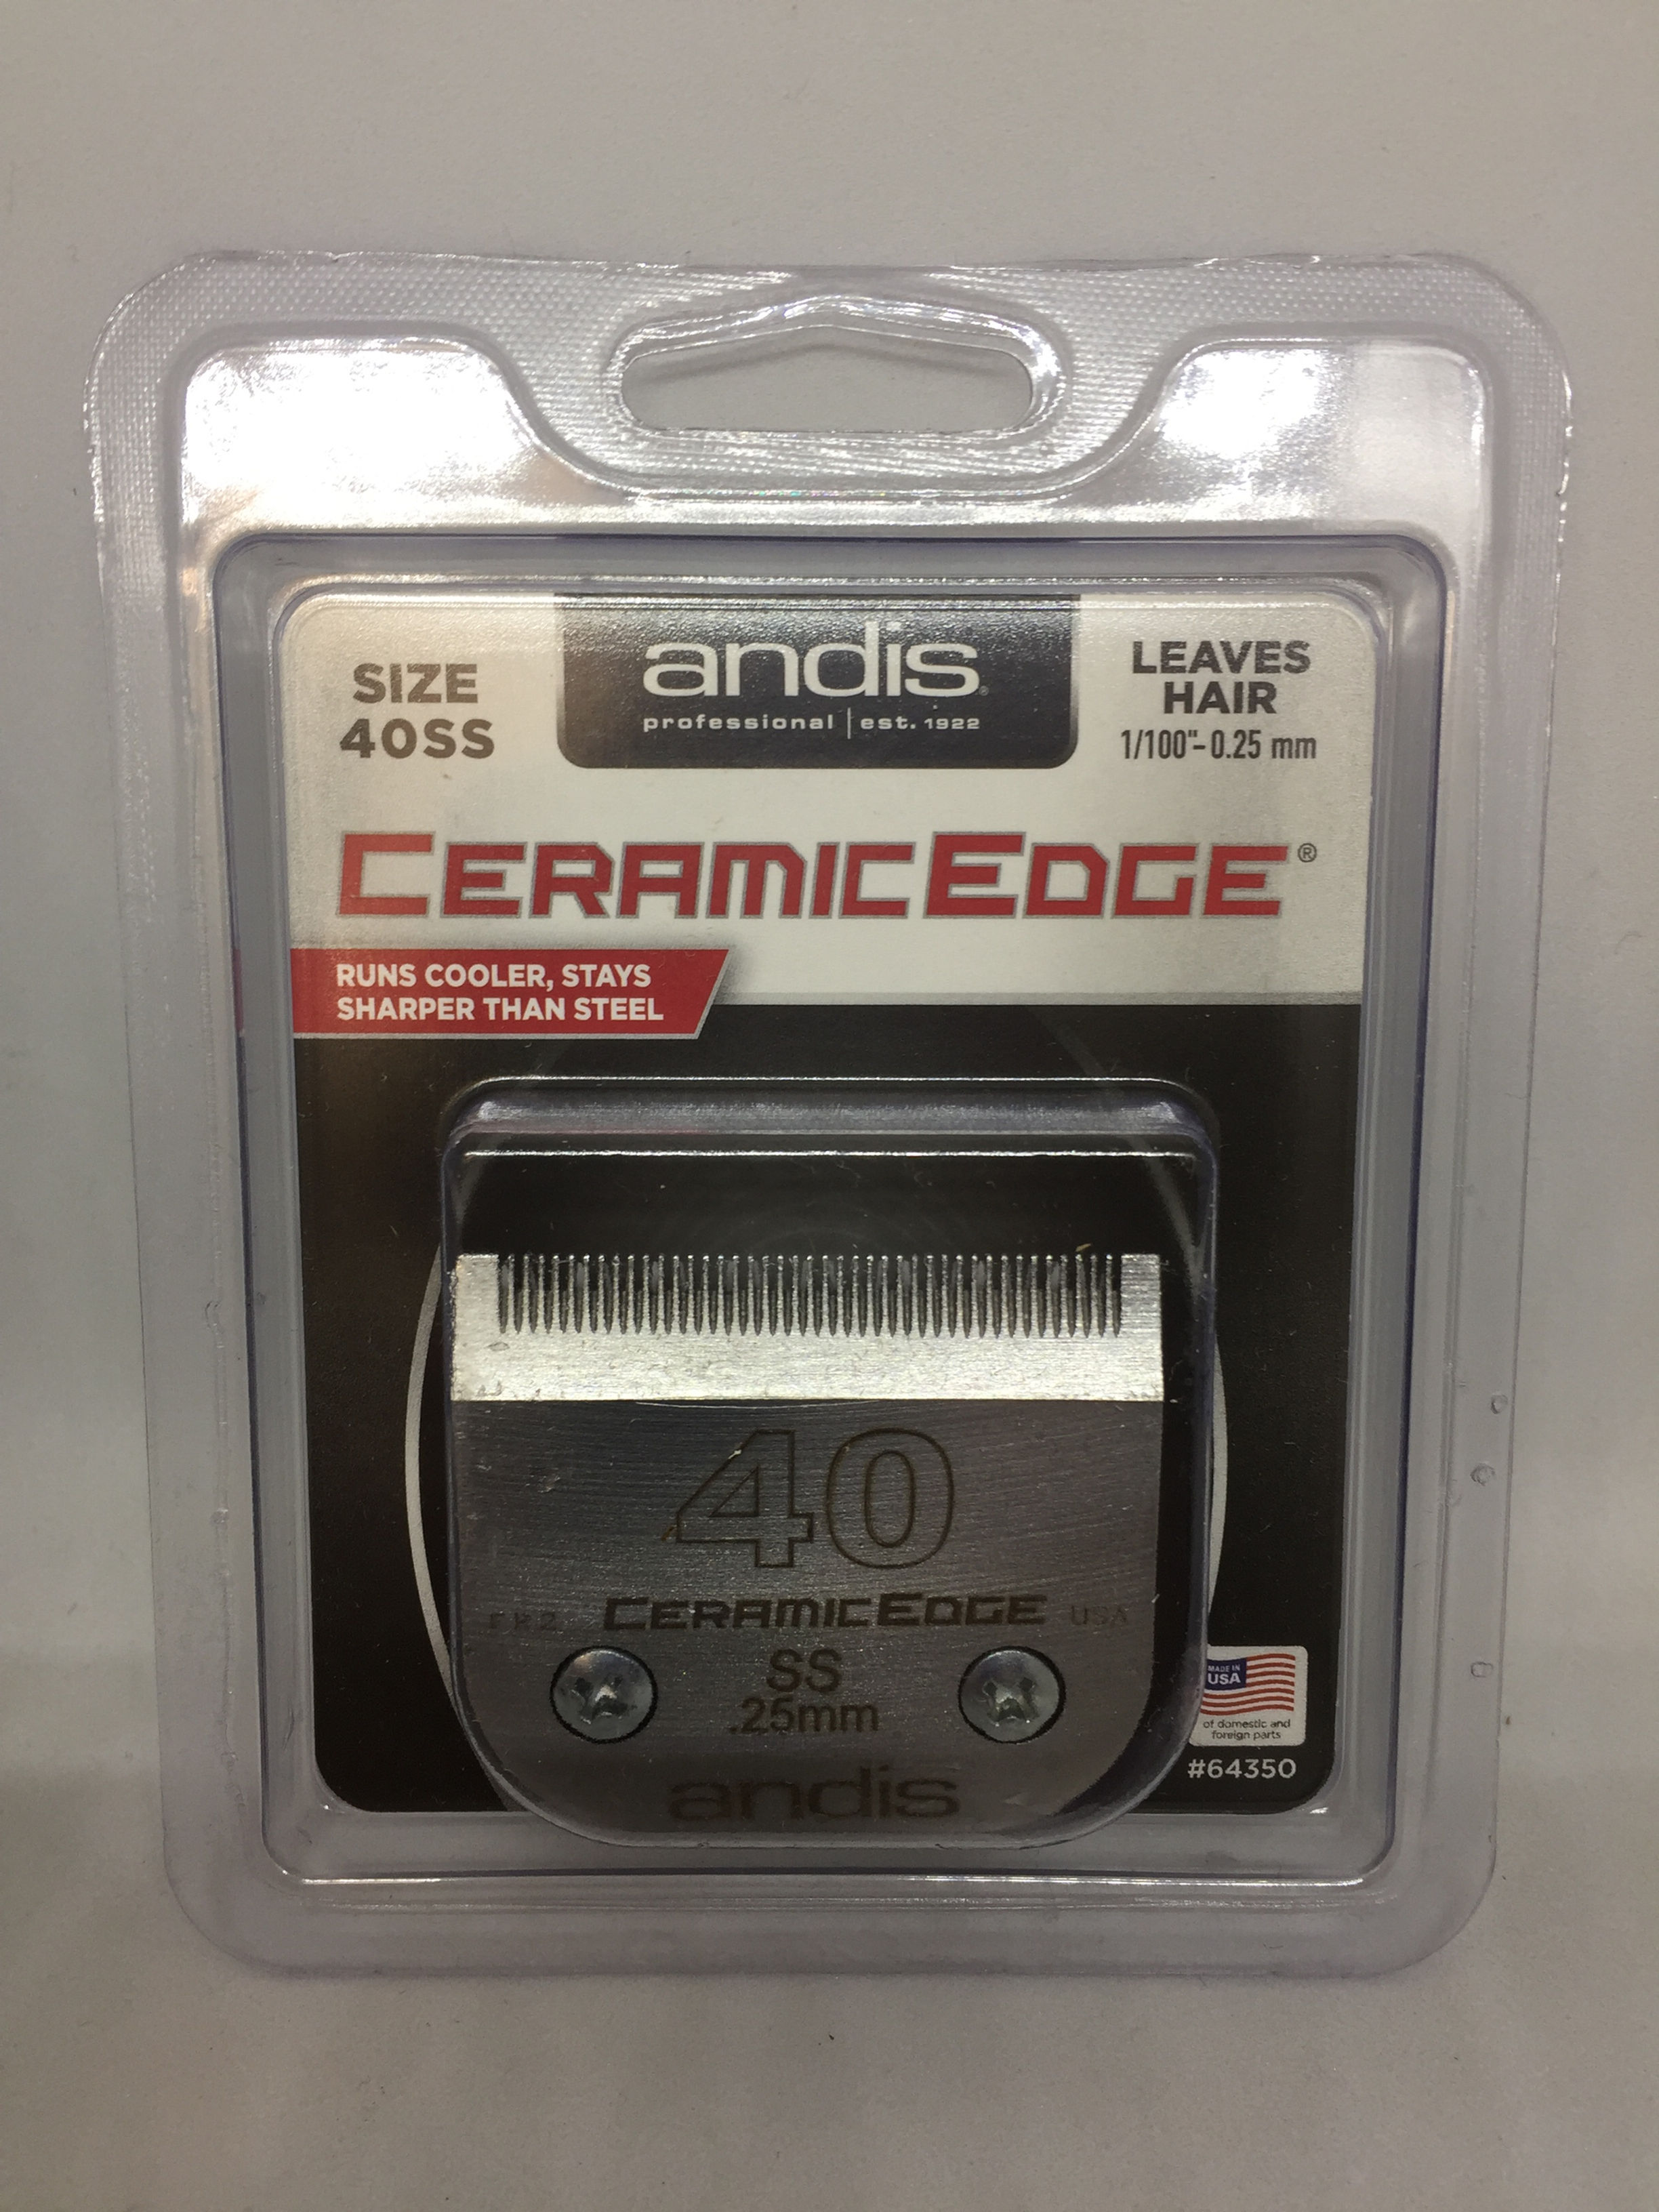 SIZE
40SS
andis
professional | est. 1922
LEAVES
HAIR
1/100"- 0.25 mm
CERAMICEDGE®
RUNS COOLER, STAYS
SHARPER THAN STEEL
40
CERAMICEDGE
USA
SS
.25mm
andis
MADE IN
USA
of domestic and
foreign parts
#64350